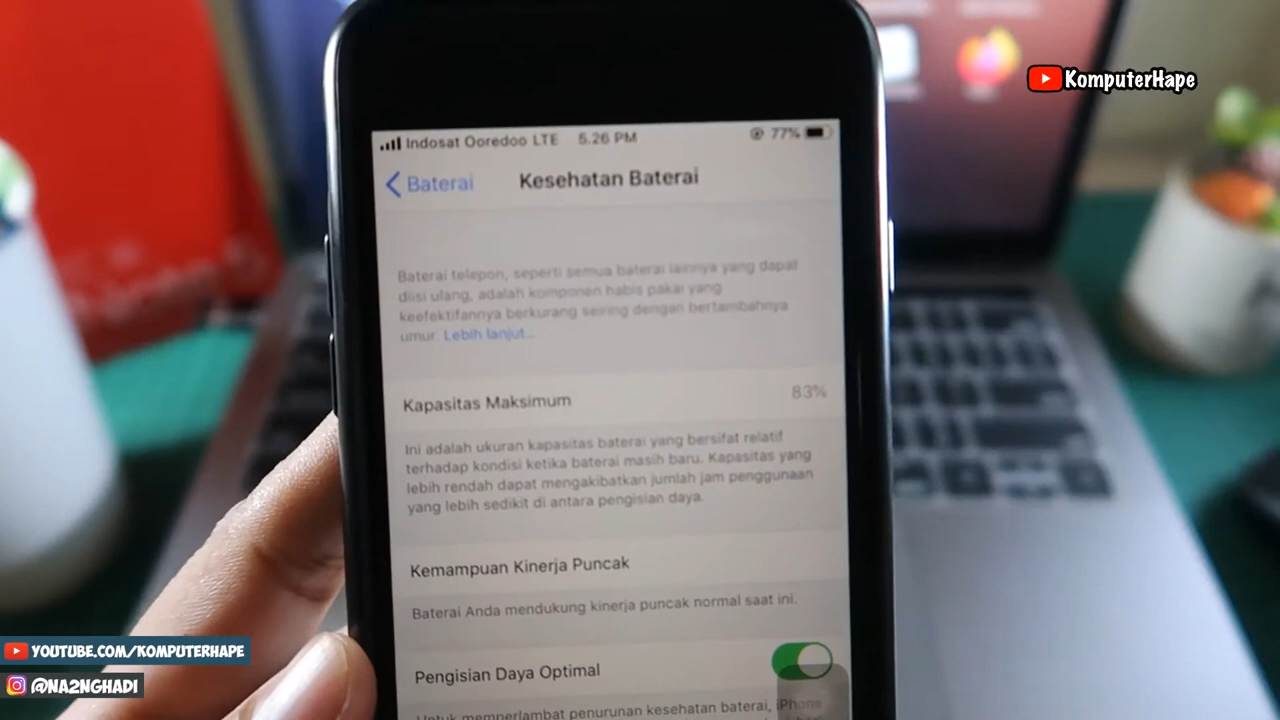 KomputerHape
Indosat Ooredoo LTE 5.26 PM 77%
Baterai Kesehatan Baterai
Baterai telepon, seperti semua baterai lainnya yang dapat
diisi ulang, adalah komponen habis pakai yang
keefektifannya berkurang seiring dengan bertambahnya
umur. Lebih lanjut...
Kapasitas Maksimum 83%
Ini adalah ukuran kapasitas baterai yang bersifat relatif
terhadap kondisi ketika baterai masih baru. Kapasitas yang
lebih rendah dapat mengakibatkan jumlah jam penggunaan
yang lebih sedikit di antara pengisian daya.
Kemampuan Kinerja Puncak
Baterai Anda mendukung kinerja puncak normal saat ini.
Pengisian Daya Optimal
Untuk memperlambat penurunan kesehatan baterai, iPhone
YOUTUBE.COM/KOMPUTERHAPE
@NA2NGHADI